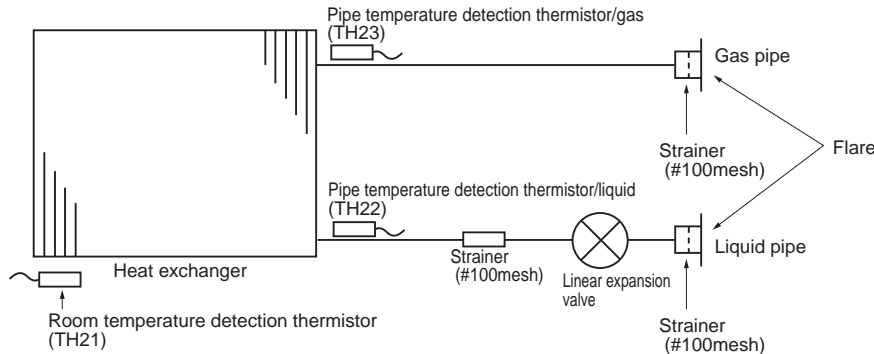 Pipe temperature detection thermistor/gas
(TH23)
Gas pipe
Strainer
(#100mesh)
Flare
Pipe temperature detection thermistor/liquid
(TH22)
Strainer
(#100mesh)
Linear expansion
valve
Liquid pipe
Heat exchanger
Strainer
(#100mesh)
Room temperature detection thermistor
(TH21)